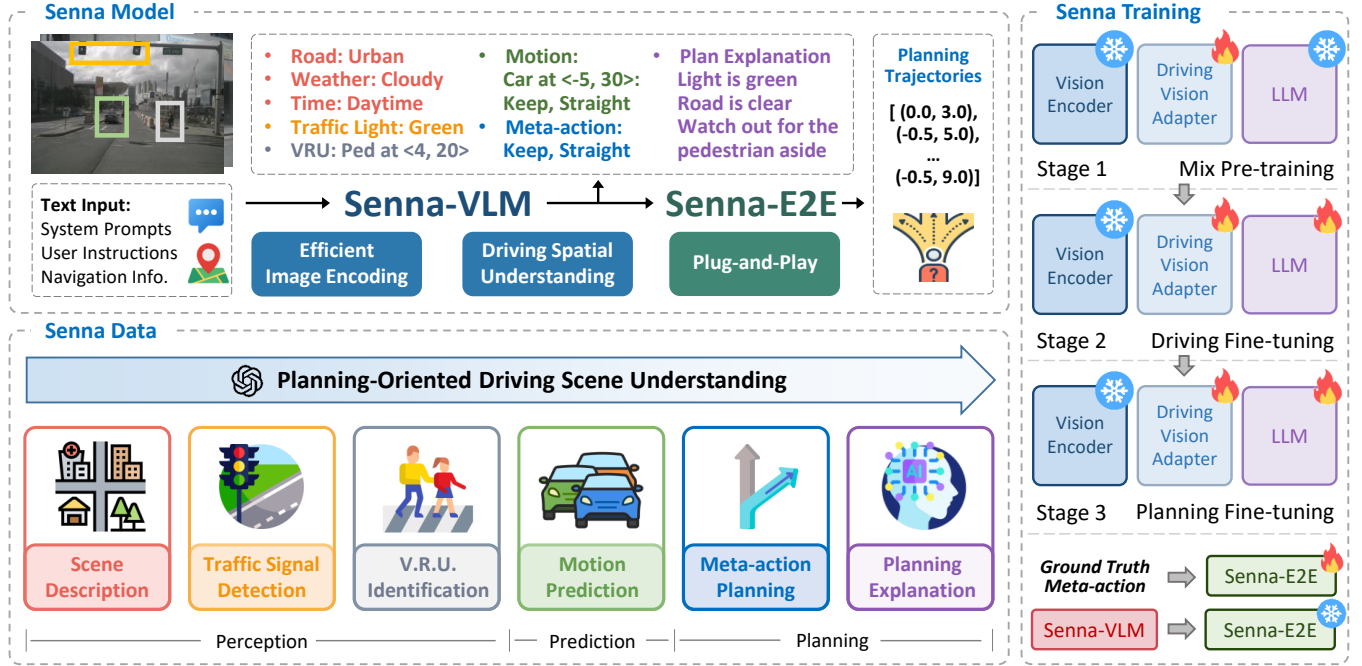 Senna Model
Road: Urban
Weather: Cloudy
Time: Daytime
Traffic Light: Green
VRU: Ped at <4, 20>
Motion:
Car at <-5, 30>:
Keep, Straight
Meta-action:
Keep, Straight
Plan Explanation
Light is green
Road is clear
Watch out for the
pedestrian aside
Planning
Trajectories
[ (0.0, 3.0),
(-0.5, 5.0),
...
(-0.5, 9.0)]
Text Input:
System Prompts
User Instructions
Navigation Info.
Senna-VLM
Senna-E2E
Efficient
Image Encoding
Driving Spatial
Understanding
Plug-and-Play
?
Senna Data
Planning-Oriented Driving Scene Understanding
Scene
Description
Traffic Signal
Detection
V.R.U.
Identification
Motion
Prediction
Meta-action
Planning
AI
Planning
Explanation
Perception
Prediction
Planning
Senna Training
Vision
Encoder
Driving
Vision
Adapter
LLM
Stage 1
Mix Pre-training
Vision
Encoder
Driving
Vision
Adapter
LLM
Stage 2
Driving Fine-tuning
Vision
Encoder
Driving
Vision
Adapter
LLM
Stage 3
Planning Fine-tuning
Ground Truth
Meta-action
Senna-E2E
Senna-VLM
Senna-E2E